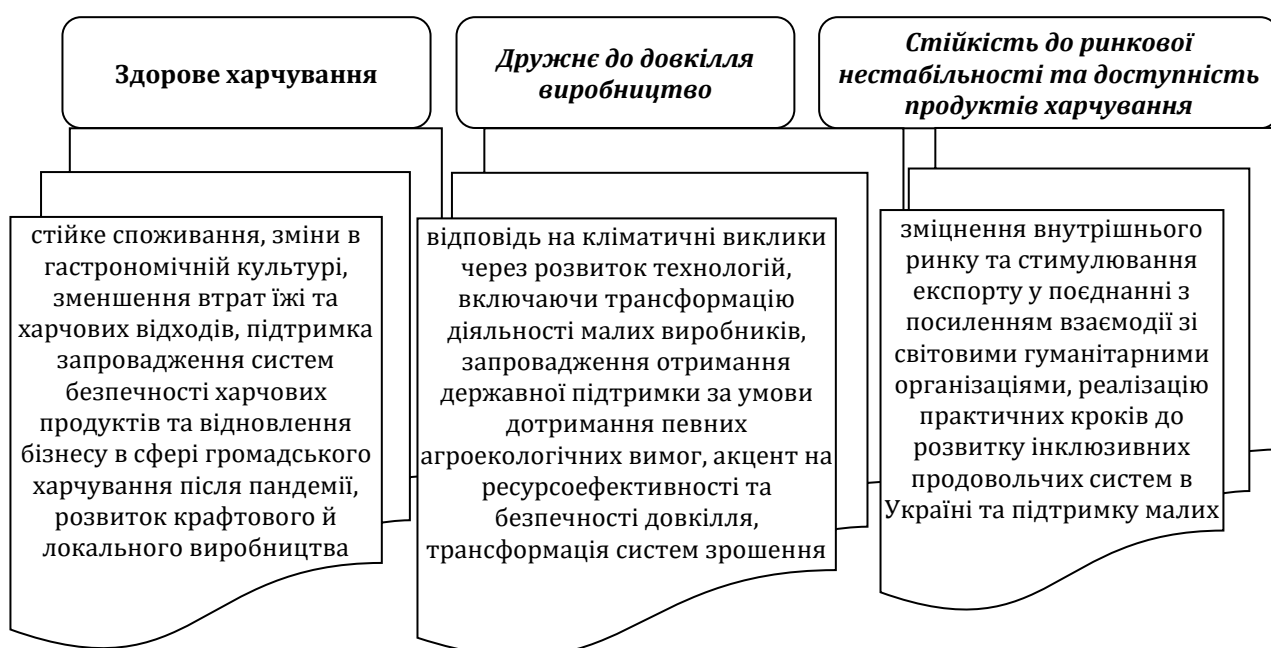 Здорове харчування
Дружнє до довкілля
виробництво
Стійкість до ринкової
нестабільності та доступність
продуктів харчування
стійке споживання, зміни в
гастрономічній культурі,
зменшення втрат їжі та
харчових відходів, підтримка
запровадження систем
безпечності харчових
продуктів та відновлення
бізнесу в сфері громадського
харчування після пандемії,
розвиток крафтового й
локального виробництва
відповідь на кліматичні виклики
через розвиток технологій,
включаючи трансформацію
діяльності малих виробників,
запровадження отримання
державної підтримки за умови
дотримання певних
агроекологічних вимог, акцент на
ресурсоефективності та
безпечності довкілля,
трансформація систем зрошення
зміцнення внутрішнього
ринку та стимулювання
експорту у поєднанні з
посиленням взаємодії зі
світовими гуманітарними
організаціями, реалізацію
практичних кроків до
розвитку інклюзивних
продовольчих систем в
Україні та підтримку малих